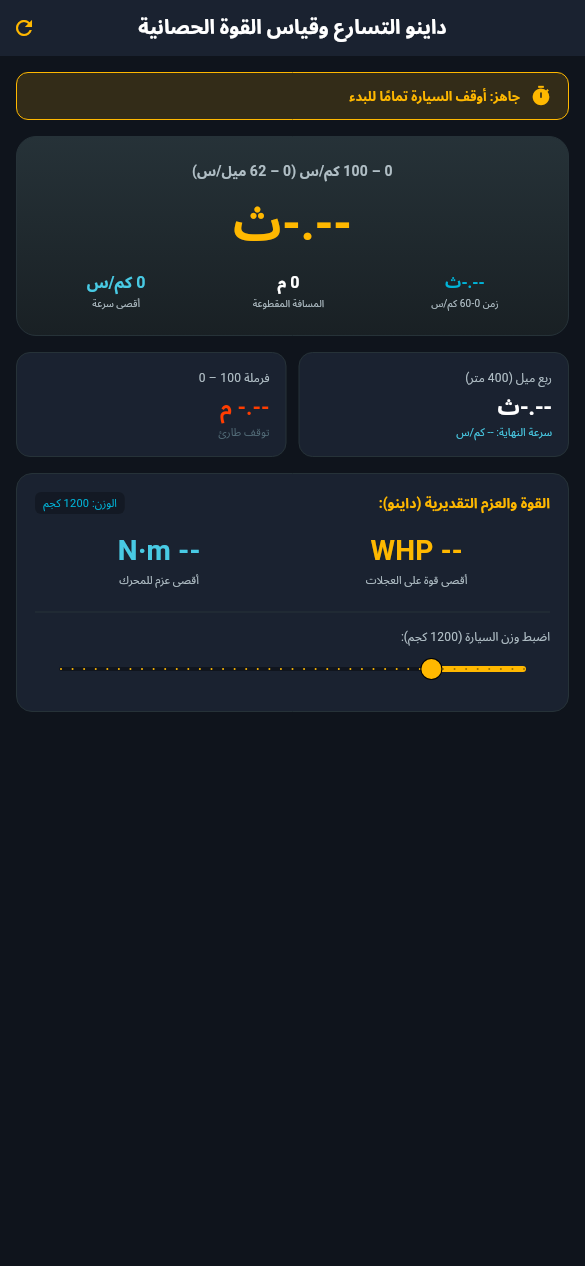 داينو التسارع وقياس القوة الحصانية
جاهز: أوقف السيارة تمامًا للبدء
0 – 100 كم/س (0 – 62 ميل/س)
--.-ث
--.-ث
0 م
0 كم/س
زمن 0-60 كم/س
المسافة المقطوعة
أقصى سرعة
ربع ميل (400 متر)
--.-ث
سرعة النهاية: -- كم/س
فرملة 100 – 0
--.- م
توقف طارئ
القوة والعزم التقديرية (داينو):
الوزن: 1200 كجم
-- WHP
أقصى قوة على العجلات
-- N·m
أقصى عزم للمحرك
اضبط وزن السيارة (1200 كجم):